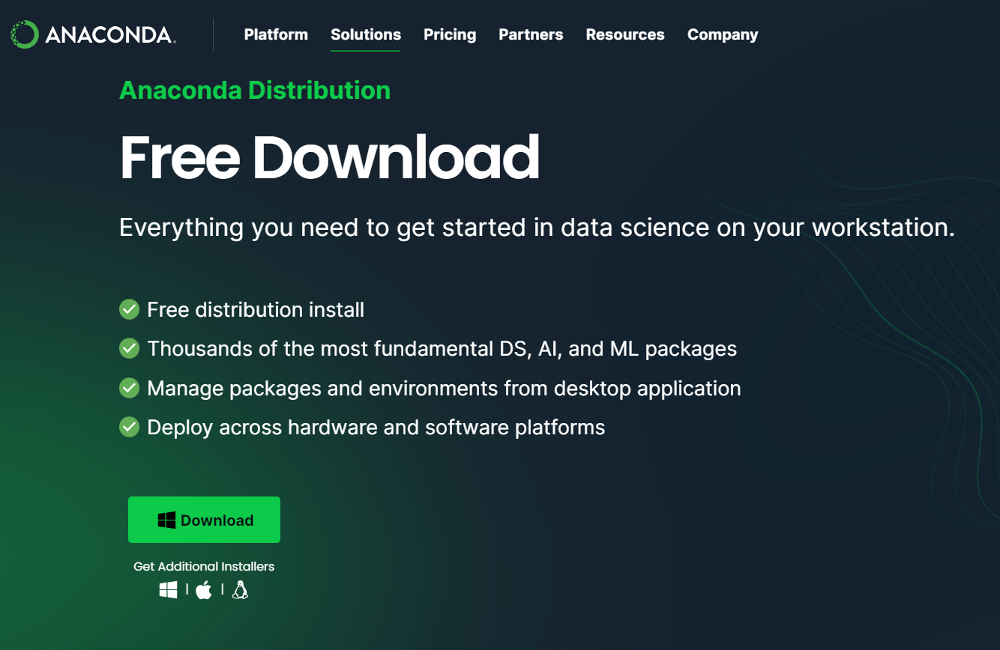 ANACONDA.
Platform Solutions Pricing Partners Resources Company
Anaconda Distribution
Free Download
Everything you need to get started in data science on your workstation.
Free distribution install
Thousands of the most fundamental DS, AI, and ML packages
Manage packages and environments from desktop application
Deploy across hardware and software platforms
Download
Get Additional Installers